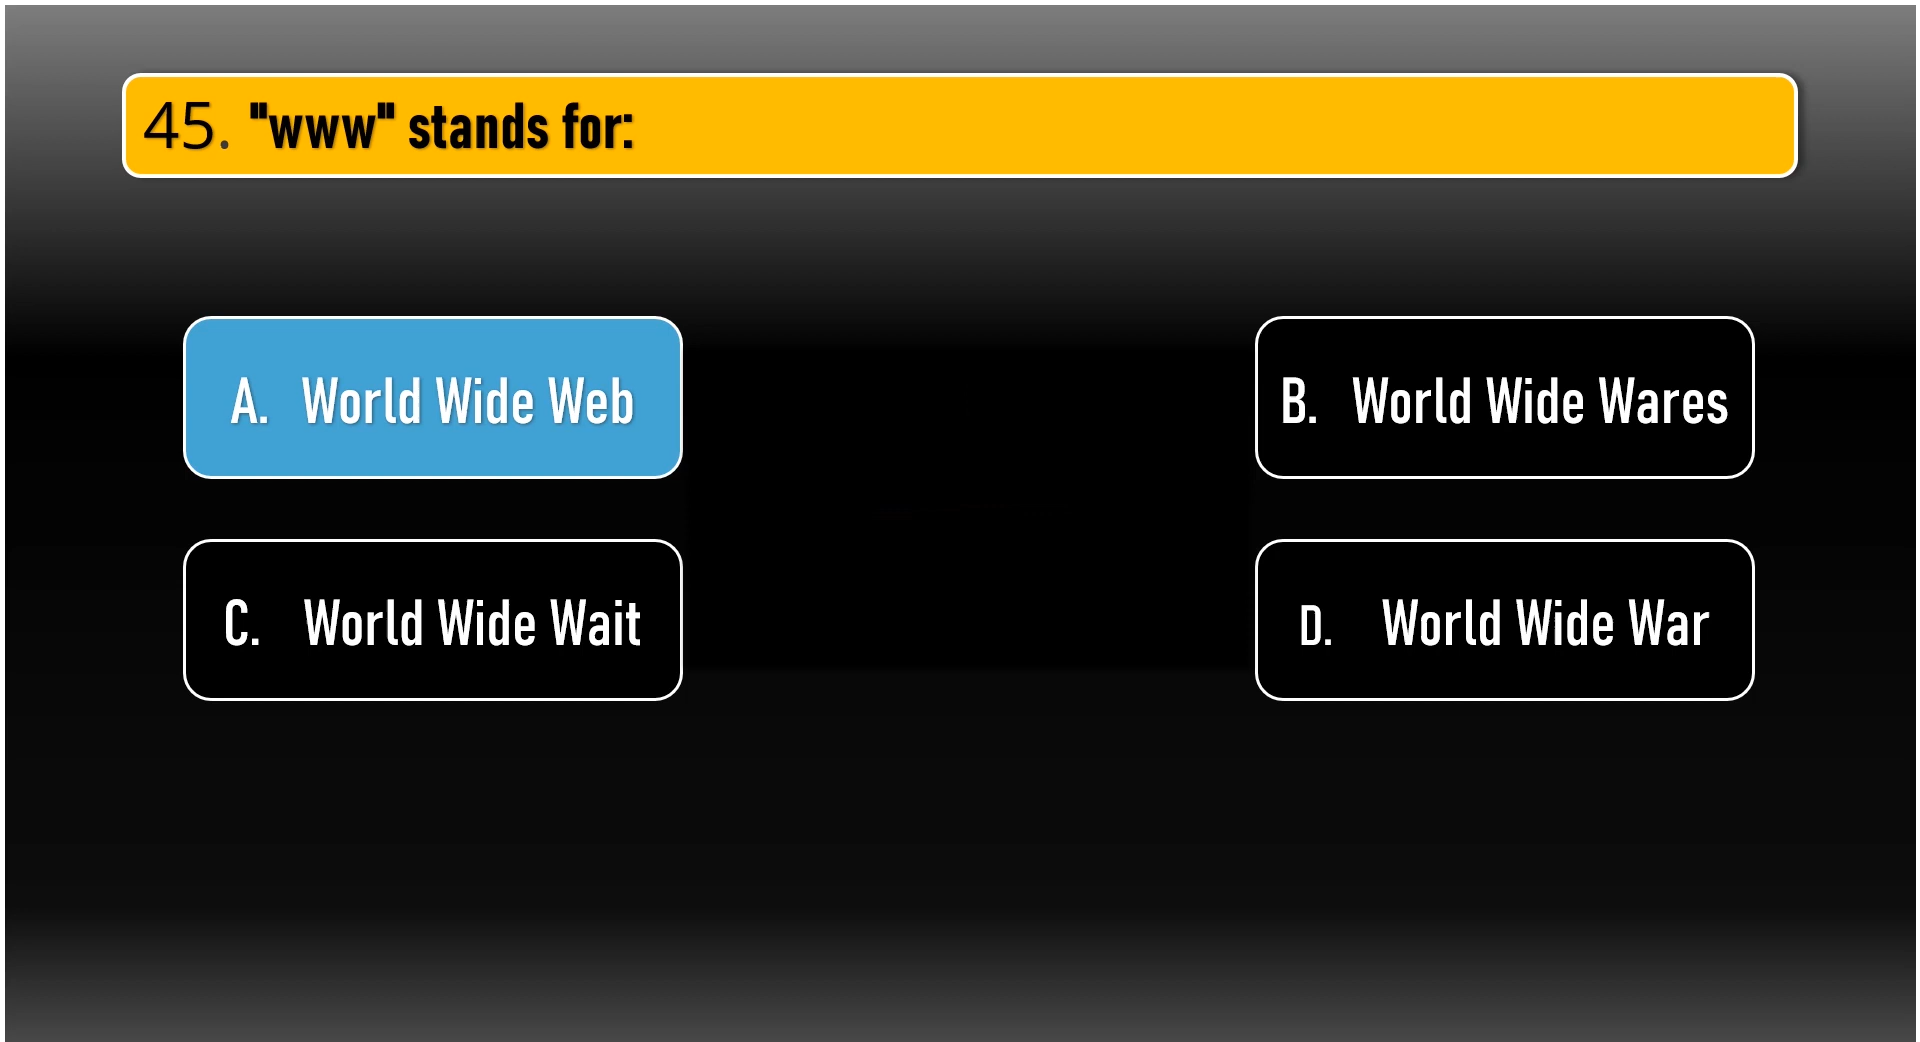 45. "www" stands for:
A. World Wide Web
B. World Wide Wares
C. World Wide Wait
D. World Wide War